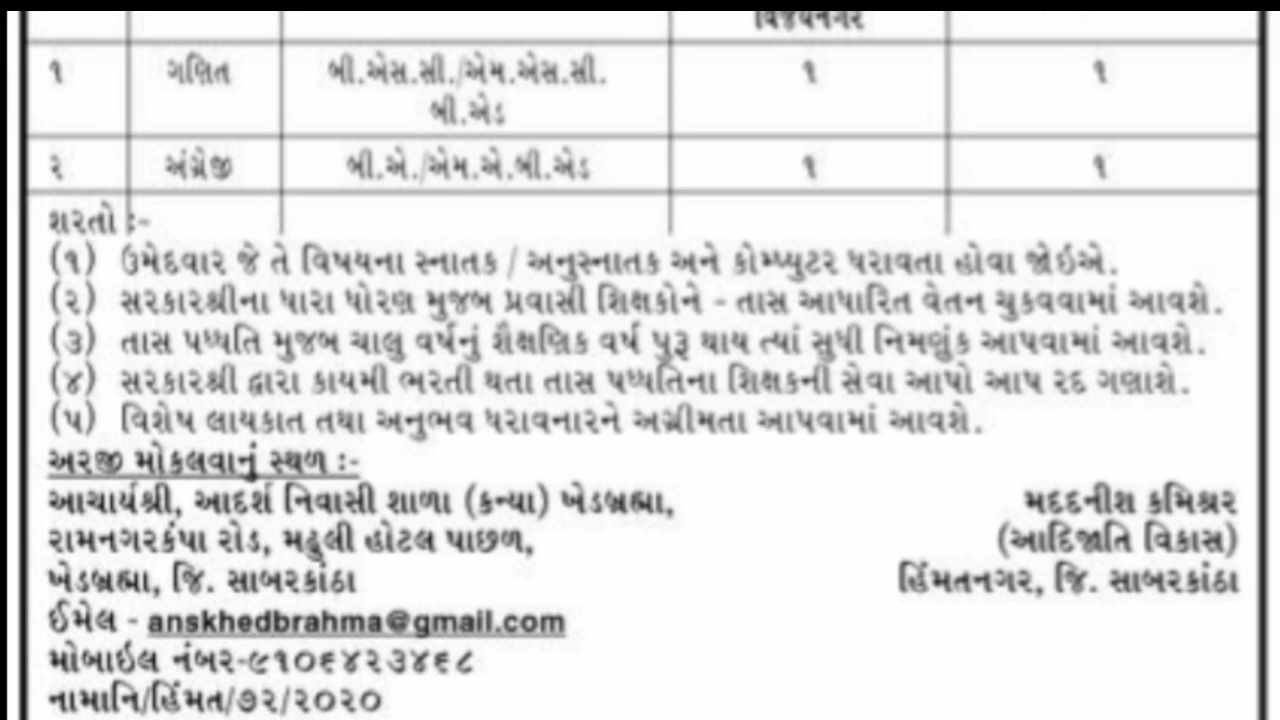 વિજયનગર
૧ ગણિત બી.એસ.સી./એમ.એસ.સી. ૧ ૧
બી.એડ
૨ અંગ્રેજી બી.એ./એમ.એ.બી.એડ ૧ ૧
શરતો :-
(૧) ઉમેદવાર જે તે વિષયના સ્નાતક / અનુસ્નાતક અને કોમ્પ્યુટર ધરાવતા હોવા જોઇએ.
(૨) સરકારશ્રીના ધારા ધોરણ મુજબ પ્રવાસી શિક્ષકોને - તાસ આધારિત વેતન ચુકવવામાં આવશે.
(૩) તાસ પધ્ધતિ મુજબ ચાલુ વર્ષનું શૈક્ષણિક વર્ષ પુરૂ થાય ત્યાં સુધી નિમણુંક આપવામાં આવશે.
(૪) સરકારશ્રી દ્વારા કાયમી ભરતી થતા તાસ પધ્ધતિના શિક્ષકની સેવા આપો આપ રદ ગણાશે.
(૫) વિશેષ લાયકાત તથા અનુભવ ધરાવનારને અગ્રીમતા આપવામાં આવશે.
અરજી મોકલવાનું સ્થળ :-
આચાર્યશ્રી, આદર્શ નિવાસી શાળા (કન્યા) ખેડબ્રહ્મા,
રામનગરકંપા રોડ, મઢુલી હોટલ પાછળ,
ખેડબ્રહ્મા, જિ. સાબરકાંઠા
ઈમેલ - anskhedbrahma@gmail.com
મોબાઇલ નંબર-૯૧૦૬૪૨૩૪૬૮
નામાનિ/હિંમત/૭૨/૨૦૨૦
મદદનીશ કમિશ્નર
(આદિજાતિ વિકાસ)
હિંમતનગર, જિ. સાબરકાંઠા